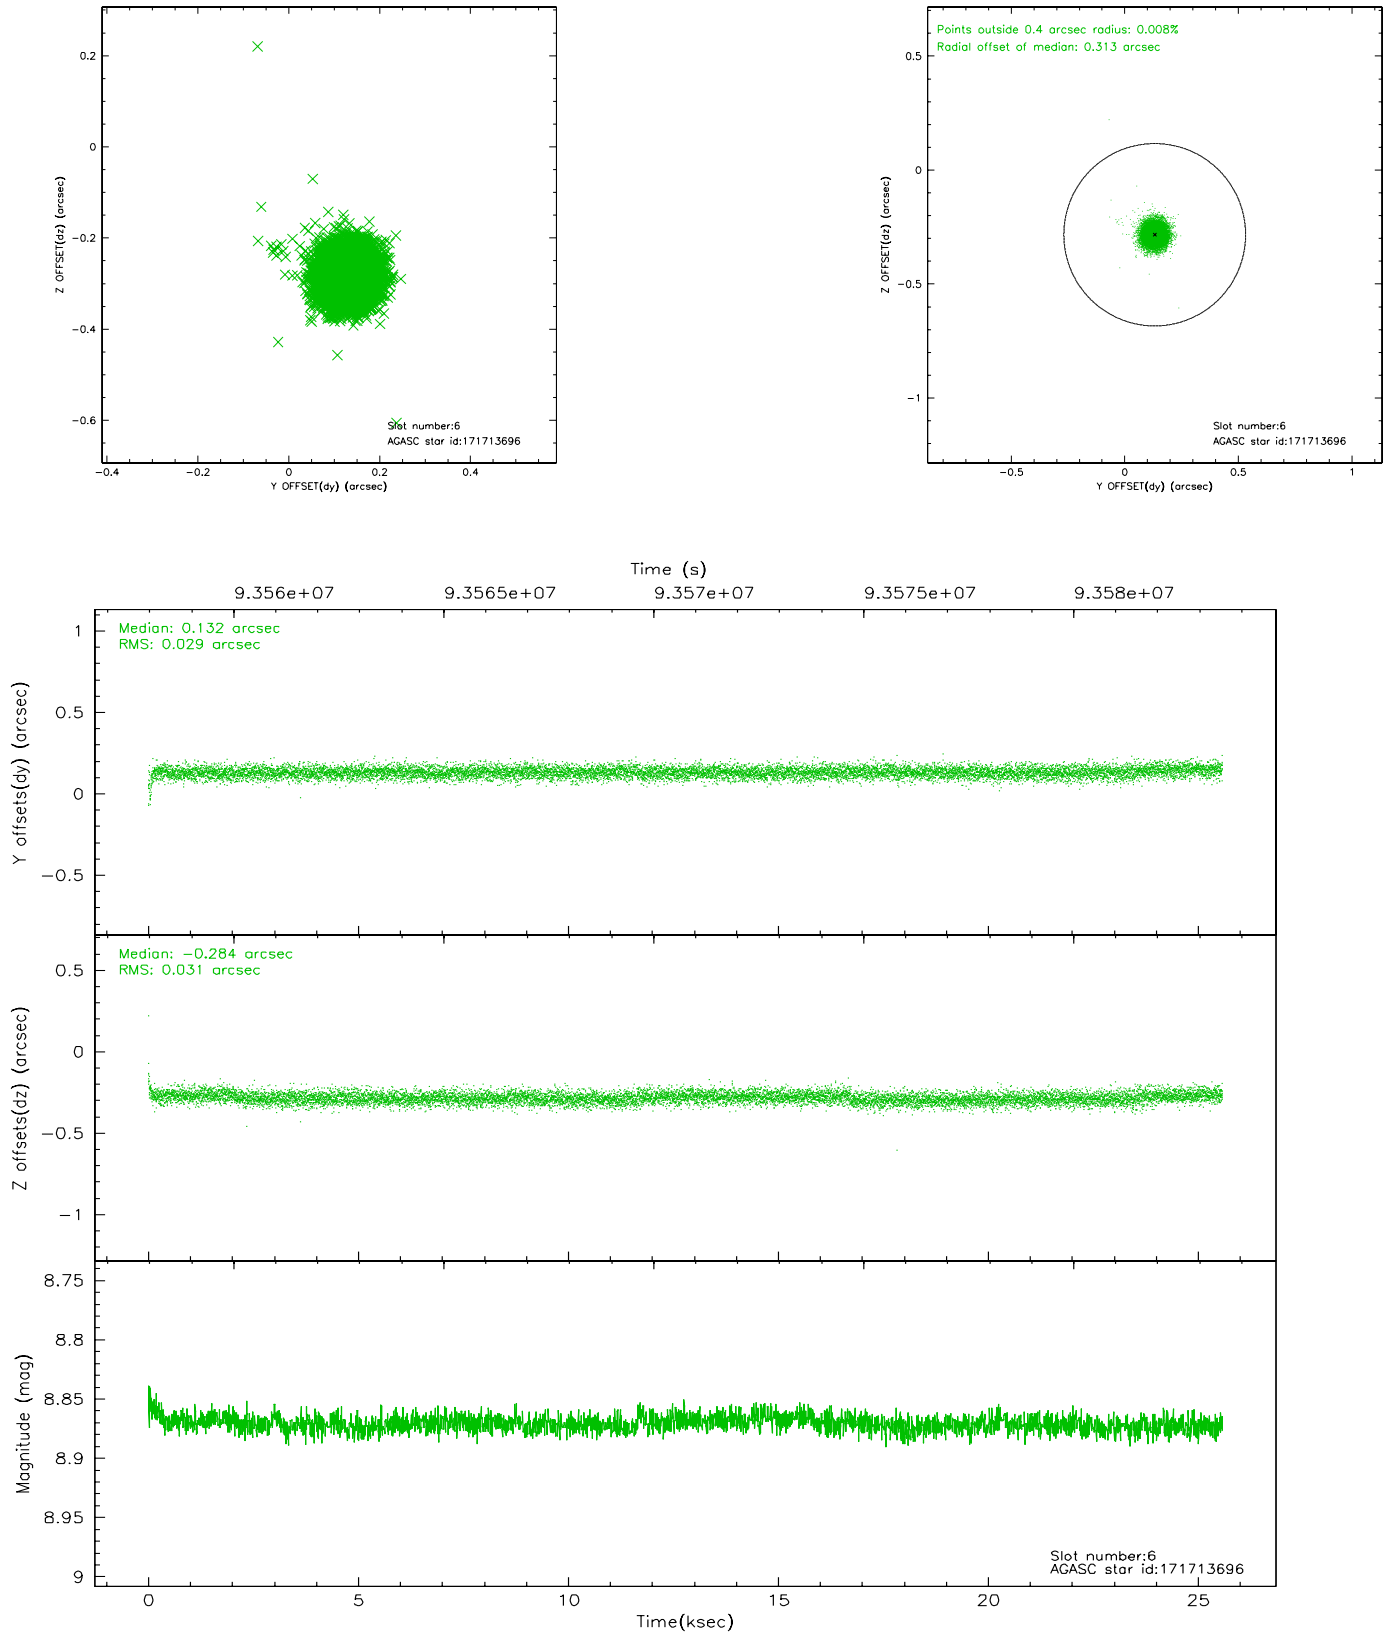 0.2
0
−0.2
−0.4
−0.6
Z OFFSET(dz) (arcsec)
−0.4
−0.2
0
0.2
0.4
Y OFFSET(dy) (arcsec)
Slot number:6
AGASC star id:171713696
Points outside 0.4 arcsec radius: 0.008%
Radial offset of median: 0.313 arcsec
0.5
0
−0.5
−1
Z OFFSET(dz) (arcsec)
−0.5
0
0.5
1
Y OFFSET(dy) (arcsec)
Slot number:6
AGASC star id:171713696
Time (s)
9.356e+07
9.3565e+07
9.357e+07
9.3575e+07
9.358e+07
Median: 0.132 arcsec
RMS: 0.029 arcsec
1
0.5
0
−0.5
Y offsets(dy) (arcsec)
Median: −0.284 arcsec
RMS: 0.031 arcsec
0.5
0
−0.5
−1
Z offsets(dz) (arcsec)
8.75
8.8
8.85
8.9
8.95
9
Magnitude (mag)
Slot number:6
AGASC star id:171713696
0
5
10
15
20
25
Time(ksec)